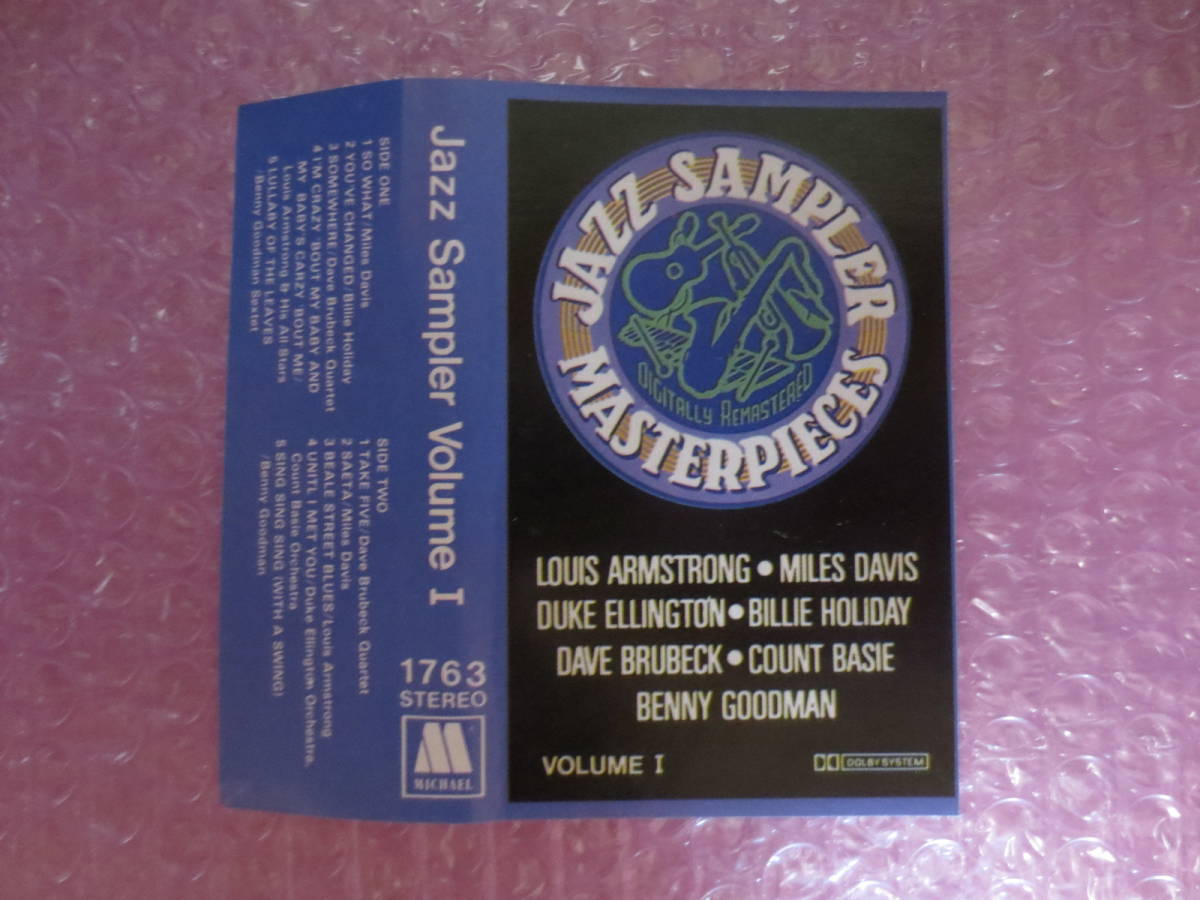 SIDE ONE
1 SO WHAT/Miles Davis
2 YOU'VE CHANGED/Billie Holiday
3 SOMEWHERE/Dave Brubeck Quartet
4 I'M CRAZY 'BOUT MY BABY AND
MY BABY'S CARZY 'BOUT ME/
Louis Armstrong & His All Stars
5 LULLABY OF THE LEAVES
/Benny Goodman Sextet
SIDE TWO
1 TAKE FIVE/Dave Brubeck Quartet
2 SAETA/Miles Davis
3 BEALE STREET BLUES/Louis Armstrong
4 UNTL I MET YOU/Duke Ellington Orchestra,
Count Basie Orchestra
5 SING SING SING (WITH A SWING)
/Benny Goodman
Jazz Sampler Volume I
1763
STEREO
MICHAEL
JAZZ SAMPLER
MASTERPIECES
DIGITALLY REMASTERED
LOUIS ARMSTRONG • MILES DAVIS
DUKE ELLINGTON • BILLIE HOLIDAY
DAVE BRUBECK • COUNT BASIE
BENNY GOODMAN
VOLUME I
DOLBY SYSTEM